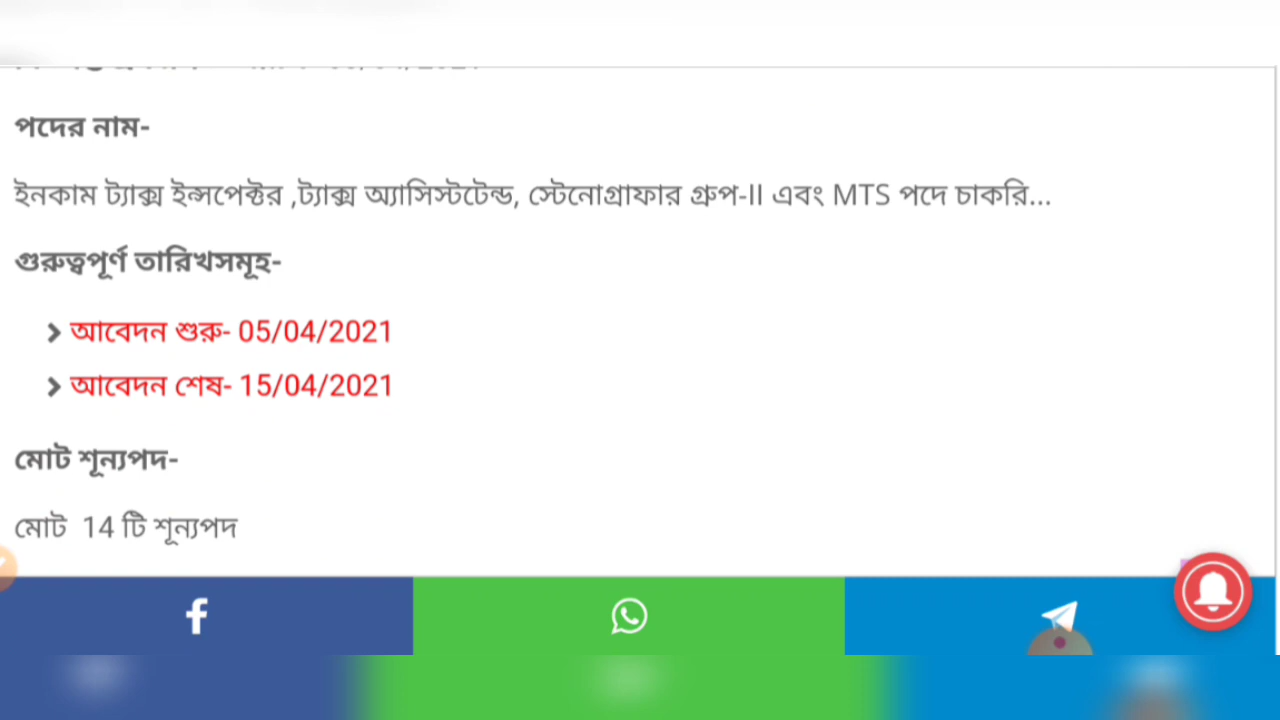 পদের নাম-
ইনকাম ট্যাক্স ইন্সপেক্টর ,ট্যাক্স অ্যাসিস্টটেন্ড, স্টেনোগ্রাফার গ্রুপ-II এবং MTS পদে চাকরি...
গুরুত্বপূর্ণ তারিখসমূহ-
আবেদন শুরু- 05/04/2021
আবেদন শেষ- 15/04/2021
মোট শূন্যপদ-
মোট 14 টি শূন্যপদ